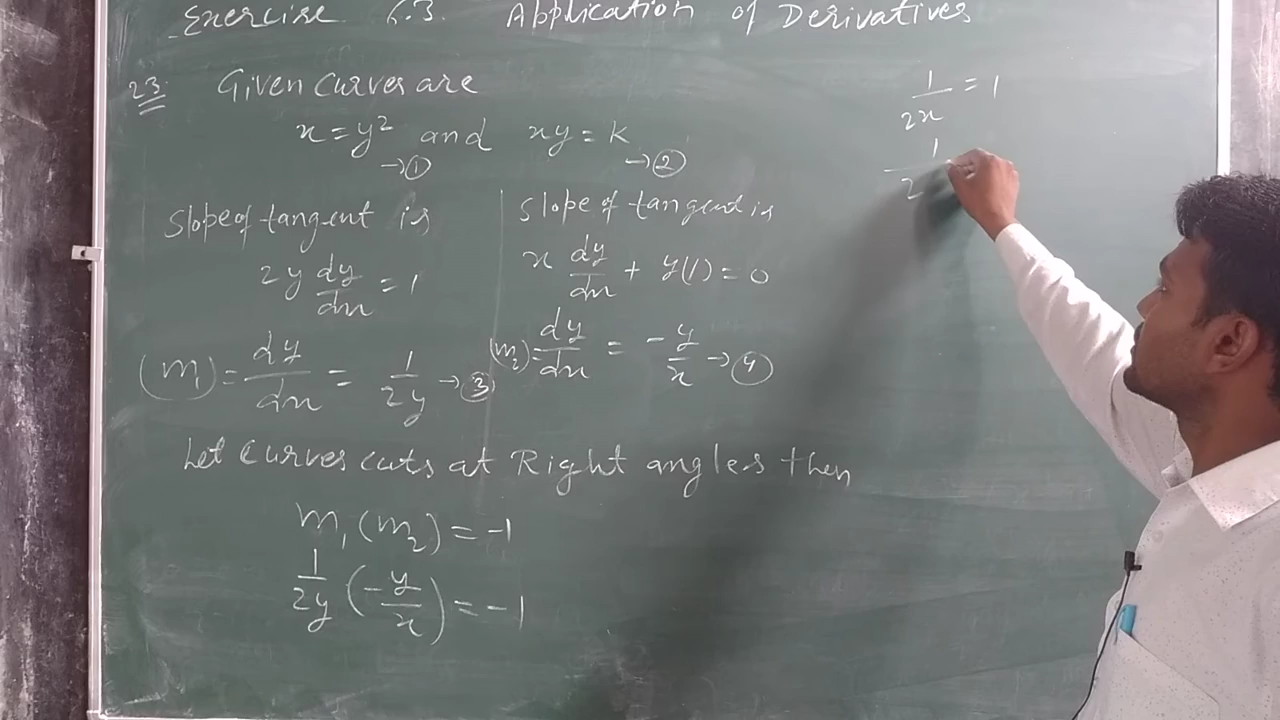 Exercise 6.3. Application of Derivatives
23. Given Curves are
x = y² and xy = k
→① →②
Slope of tangent is
2y dy/dx = 1
(m₁) = dy/dx = 1/2y →③
Slope of tangent is
x dy/dx + y(1) = 0
(m₂) = dy/dx = -y/x →④
Let Curves cuts at Right angles then
m₁(m₂) = -1
1/2y (-y/x) = -1
1/2x = 1
1/2